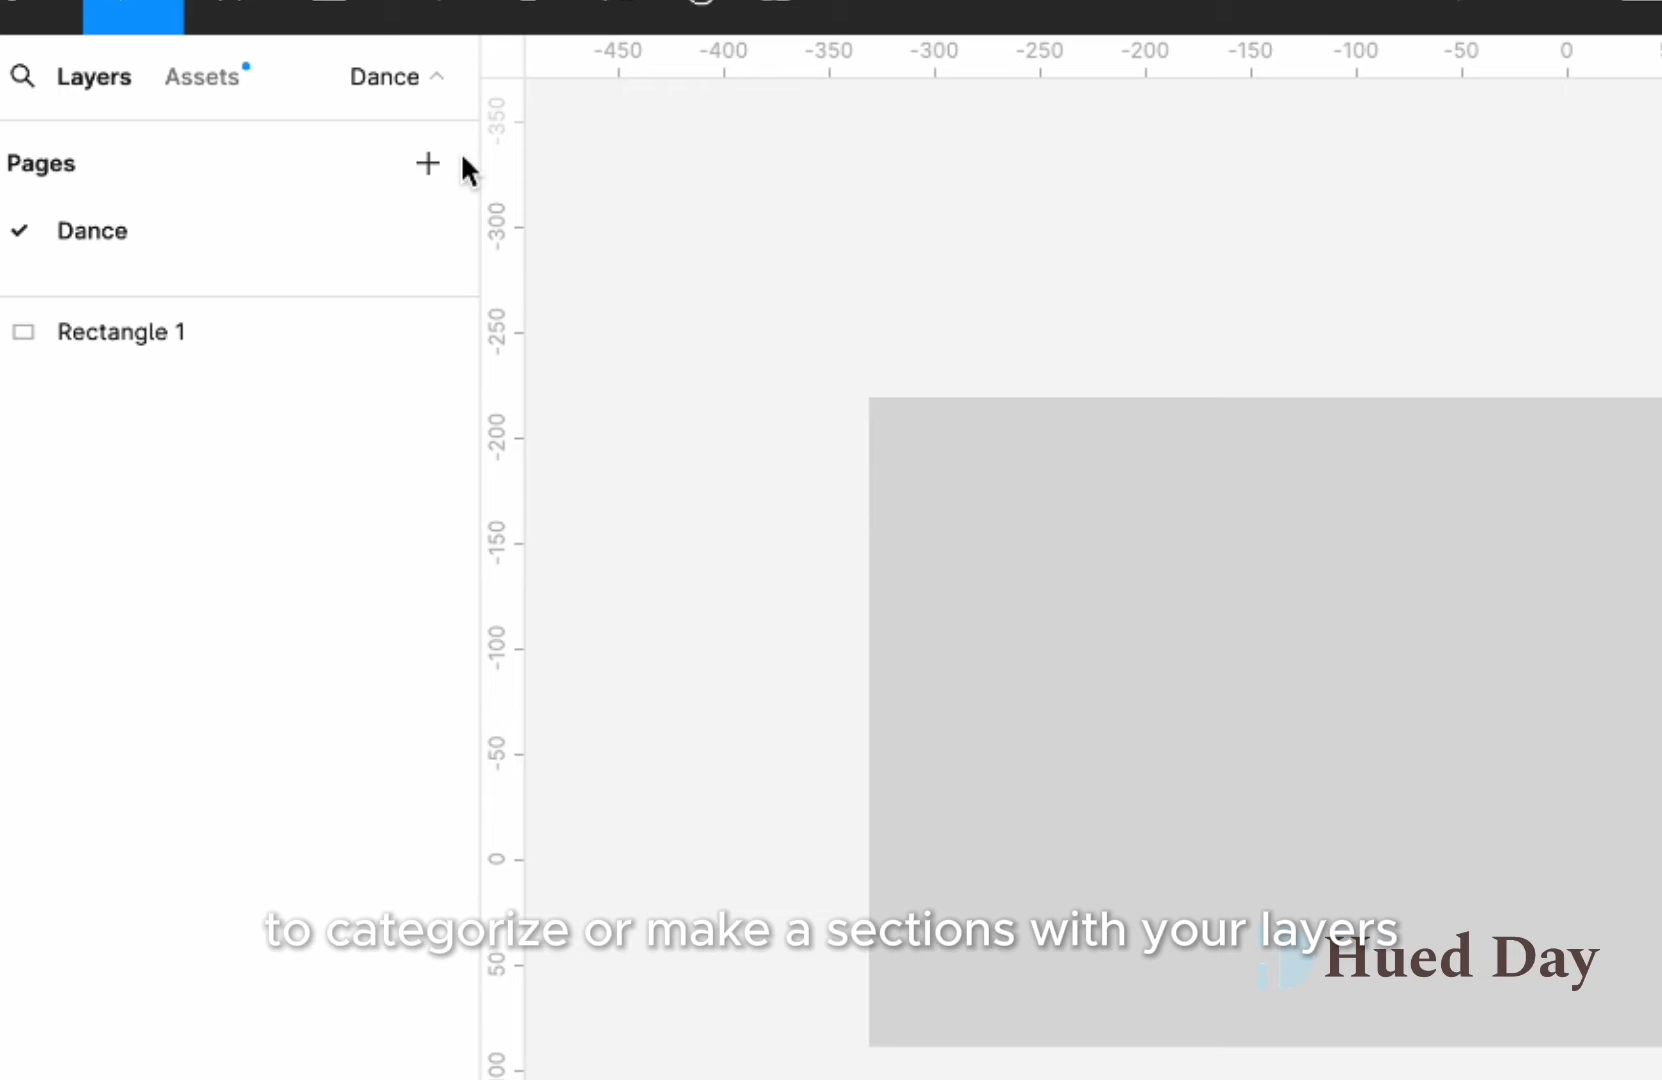 -450 -400 -350 -300 -250 -200 -150 -100 -50 0
Layers Assets Dance
-350
Pages
-300
Dance
-250
Rectangle 1
-200
-150
-100
-50
0
to categorize or make a sections with your layers
Hued Day
50